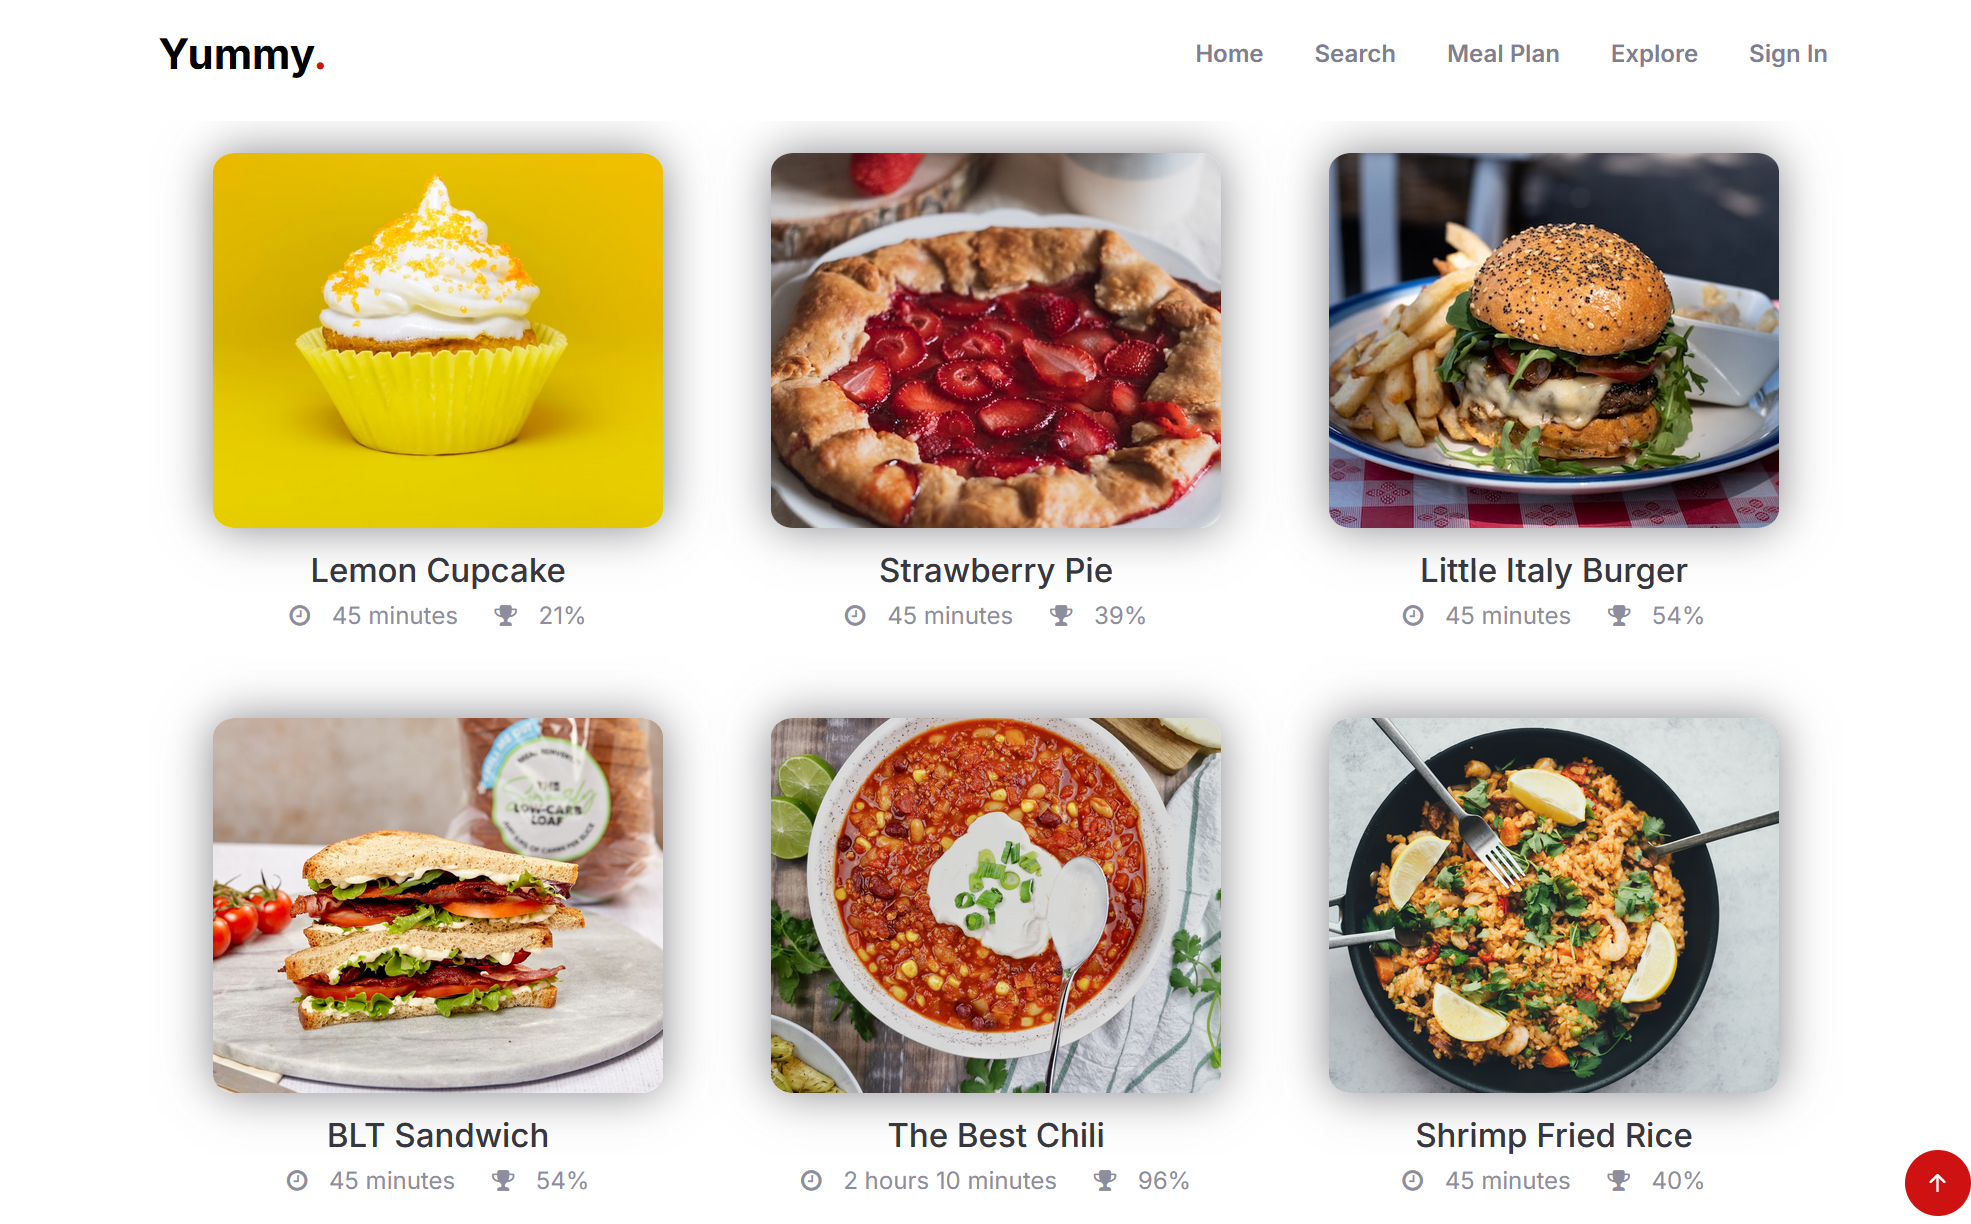 Yummy.
Home Search Meal Plan Explore Sign In
Lemon Cupcake
45 minutes 21%
Strawberry Pie
45 minutes 39%
Little Italy Burger
45 minutes 54%
THE
LOW-CARB
LOAF
BLT Sandwich
45 minutes 54%
The Best Chili
2 hours 10 minutes 96%
Shrimp Fried Rice
45 minutes 40%